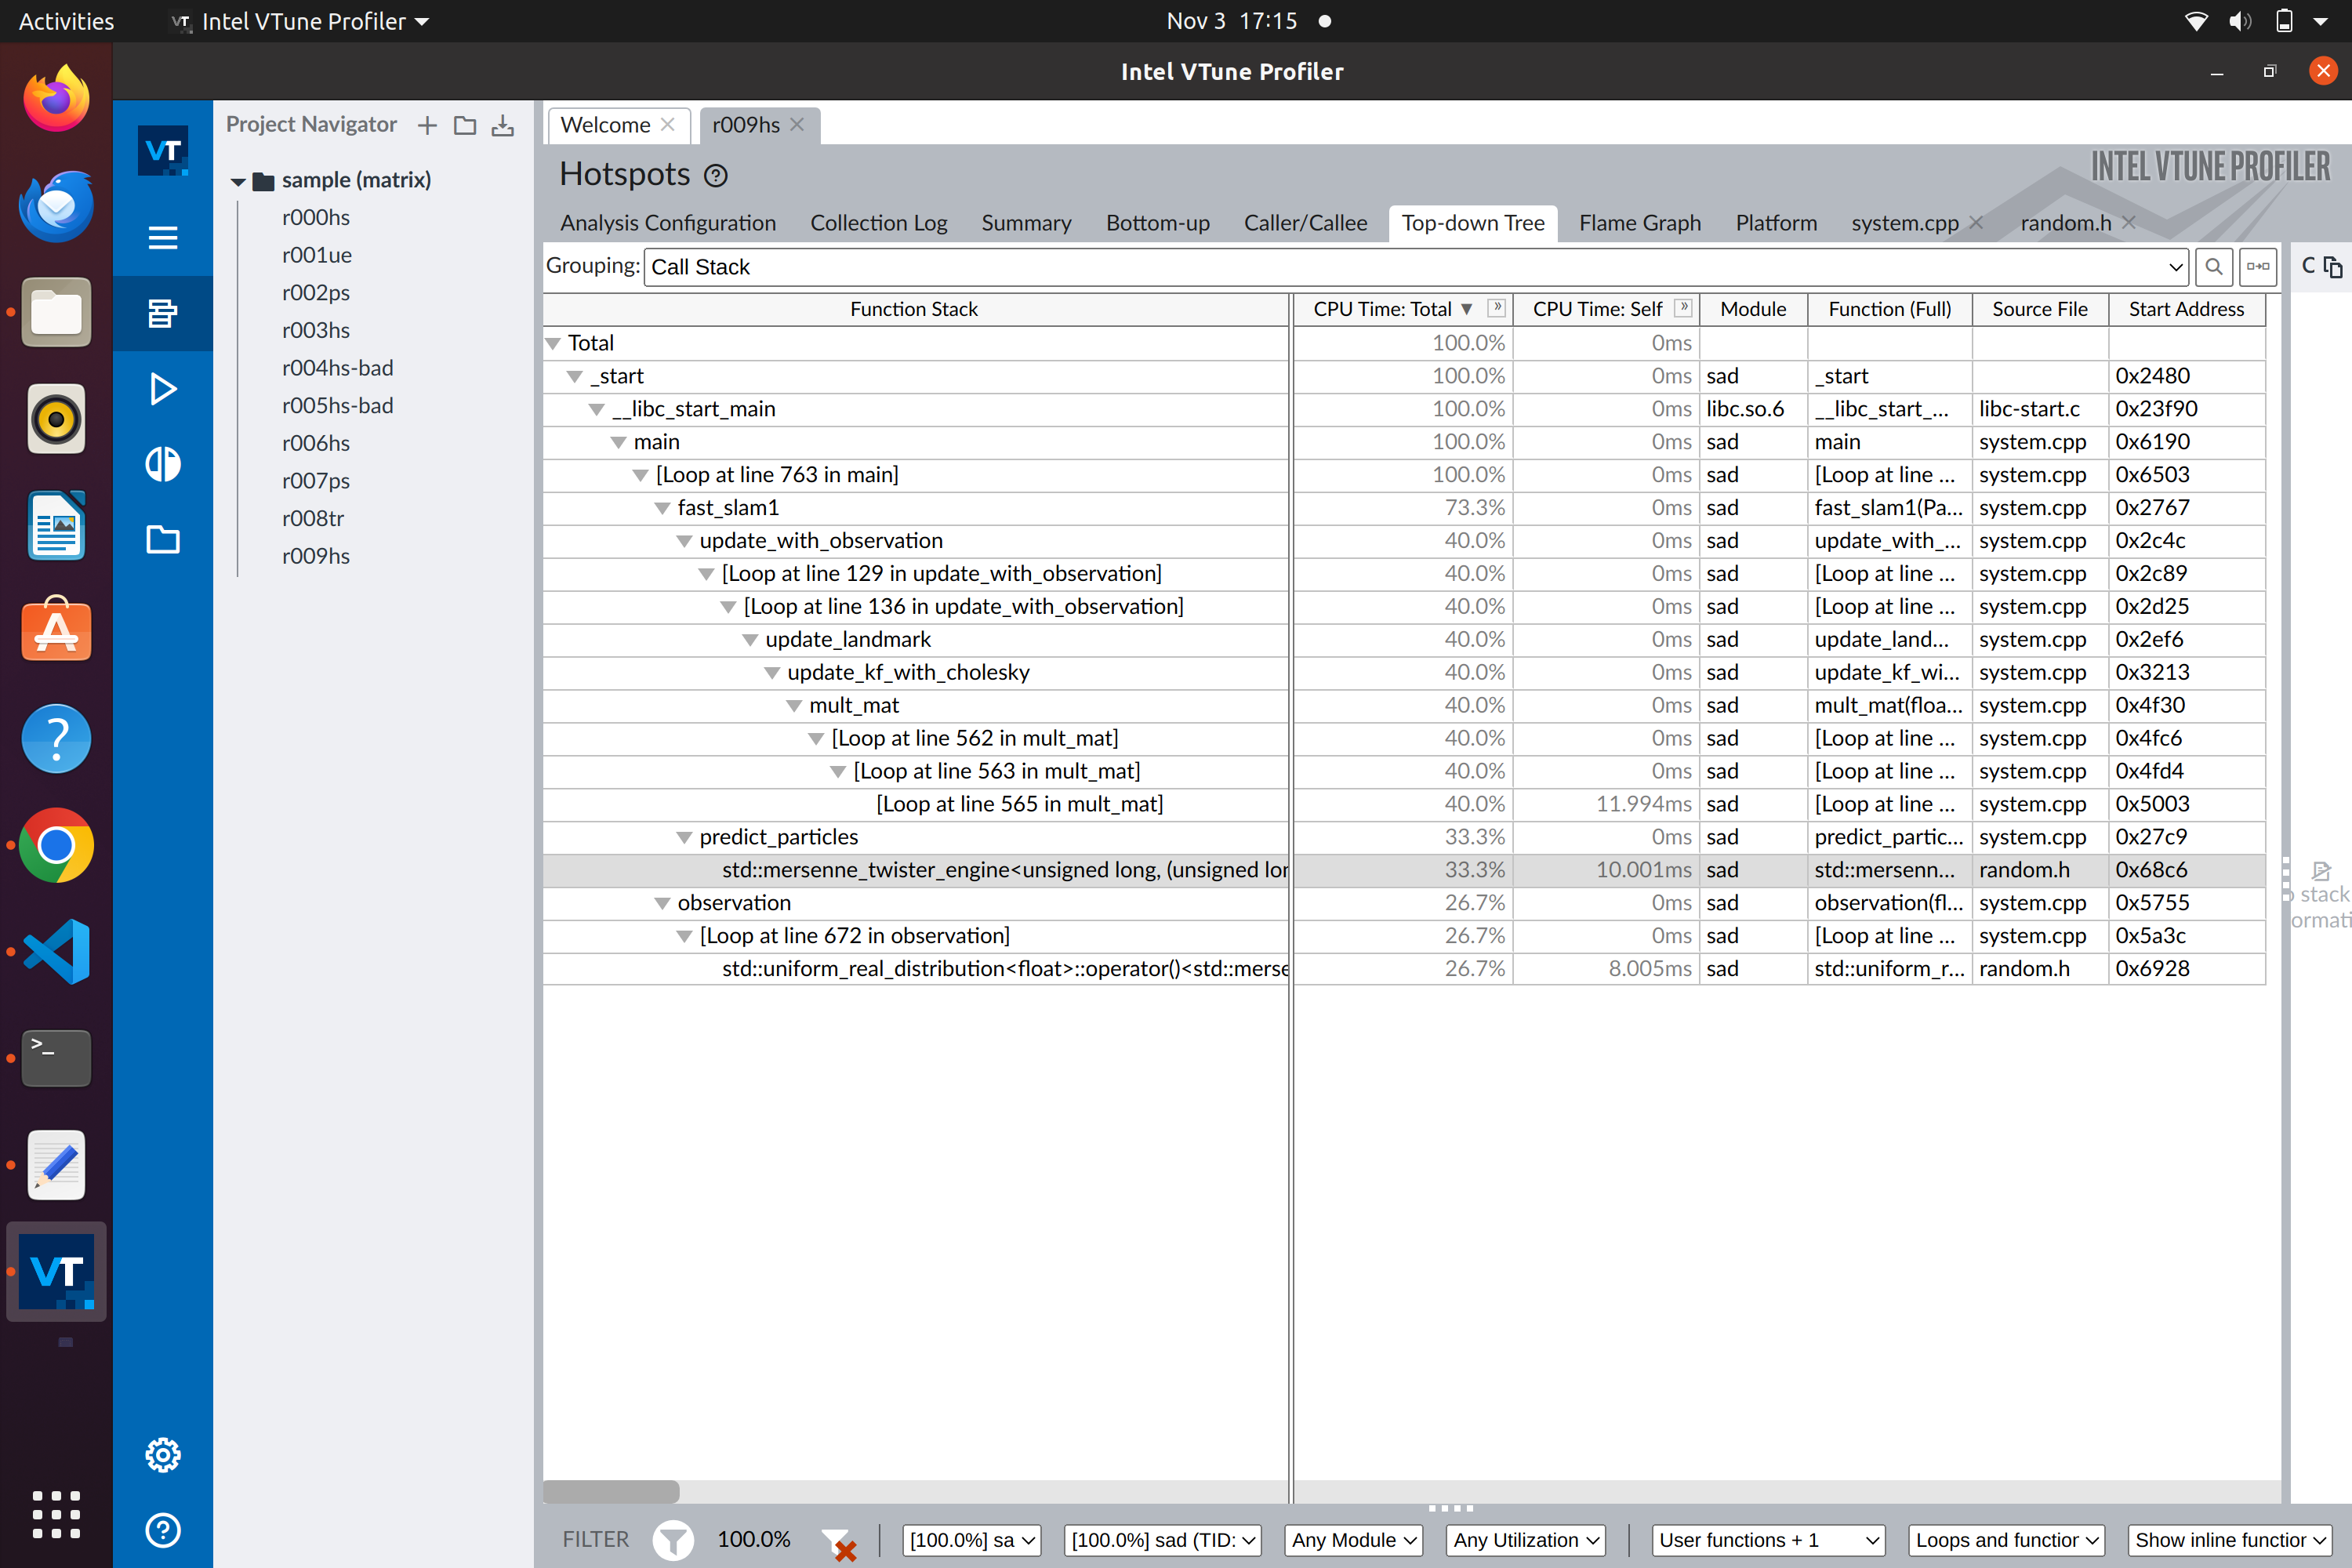 Activities
Intel VTune Profiler
Nov 3 17:15
Intel VTune Profiler
Project Navigator
sample (matrix)
r000hs
r001ue
r002ps
r003hs
r004hs-bad
r005hs-bad
r006hs
r007ps
r008tr
r009hs
Welcome
r009hs
Hotspots
INTEL VTUNE PROFILER
Analysis Configuration Collection Log Summary Bottom-up Caller/Callee Top-down Tree Flame Graph Platform system.cpp random.h
Grouping: Call Stack
C
Function Stack CPU Time: Total CPU Time: Self Module Function (Full) Source File Start Address
Total 100.0% 0ms
_start 100.0% 0ms sad _start 0x2480
__libc_start_main 100.0% 0ms libc.so.6 __libc_start_... libc-start.c 0x23f90
main 100.0% 0ms sad main system.cpp 0x6190
[Loop at line 763 in main] 100.0% 0ms sad [Loop at line ... system.cpp 0x6503
fast_slam1 73.3% 0ms sad fast_slam1(Pa... system.cpp 0x2767
update_with_observation 40.0% 0ms sad update_with_... system.cpp 0x2c4c
[Loop at line 129 in update_with_observation] 40.0% 0ms sad [Loop at line ... system.cpp 0x2c89
[Loop at line 136 in update_with_observation] 40.0% 0ms sad [Loop at line ... system.cpp 0x2d25
update_landmark 40.0% 0ms sad update_land... system.cpp 0x2ef6
update_kf_with_cholesky 40.0% 0ms sad update_kf_wi... system.cpp 0x3213
mult_mat 40.0% 0ms sad mult_mat(floa... system.cpp 0x4f30
[Loop at line 562 in mult_mat] 40.0% 0ms sad [Loop at line ... system.cpp 0x4fc6
[Loop at line 563 in mult_mat] 40.0% 0ms sad [Loop at line ... system.cpp 0x4fd4
[Loop at line 565 in mult_mat] 40.0% 11.994ms sad [Loop at line ... system.cpp 0x5003
predict_particles 33.3% 0ms sad predict_partic... system.cpp 0x27c9
std::mersenne_twister_engine<unsigned long, (unsigned lor 33.3% 10.001ms sad std::mersenn... random.h 0x68c6
observation 26.7% 0ms sad observation(fl... system.cpp 0x5755
[Loop at line 672 in observation] 26.7% 0ms sad [Loop at line ... system.cpp 0x5a3c
std::uniform_real_distribution<float>::operator()<std::merse 26.7% 8.005ms sad std::uniform_r... random.h 0x6928
stack
ormati
FILTER 100.0% [100.0%] sa [100.0%] sad (TID: Any Module Any Utilization User functions + 1 Loops and functior Show inline functior